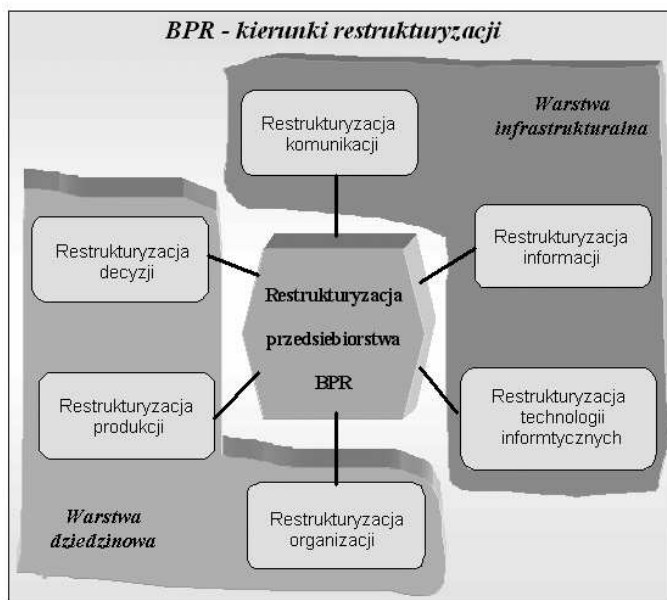 BPR - kierunki restrukturyzacji
Restrukturyzacja
komunikacji
Warstwa
infrastrukturalna
Restrukturyzacja
decyzji
Restrukturyzacja
informacji
Restrukturyzacja
przedsiebiorstwa
BPR
Restrukturyzacja
produkcji
Restrukturyzacja
technologii
informtycznych
Warstwa
dziedzinowa
Restrukturyzacja
organizacji